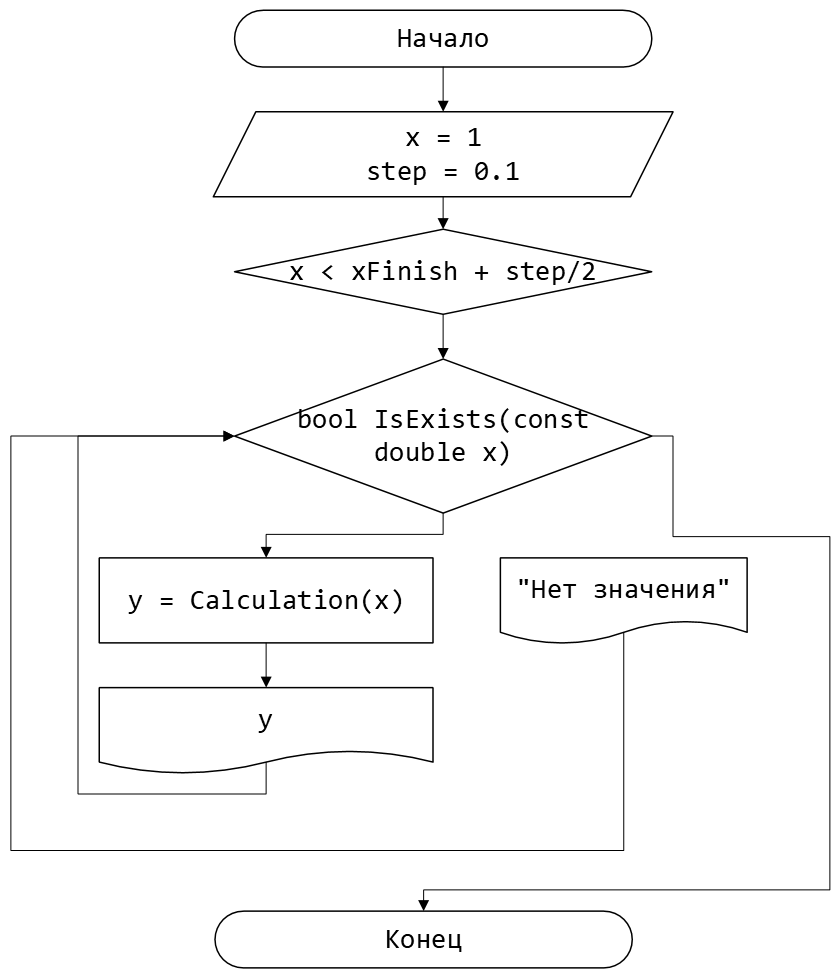 Начало
x = 1
step = 0.1
x < xFinish + step/2
bool IsExists(const
double x)
y = Calculation(x)
"Нет значения"
y
Конец